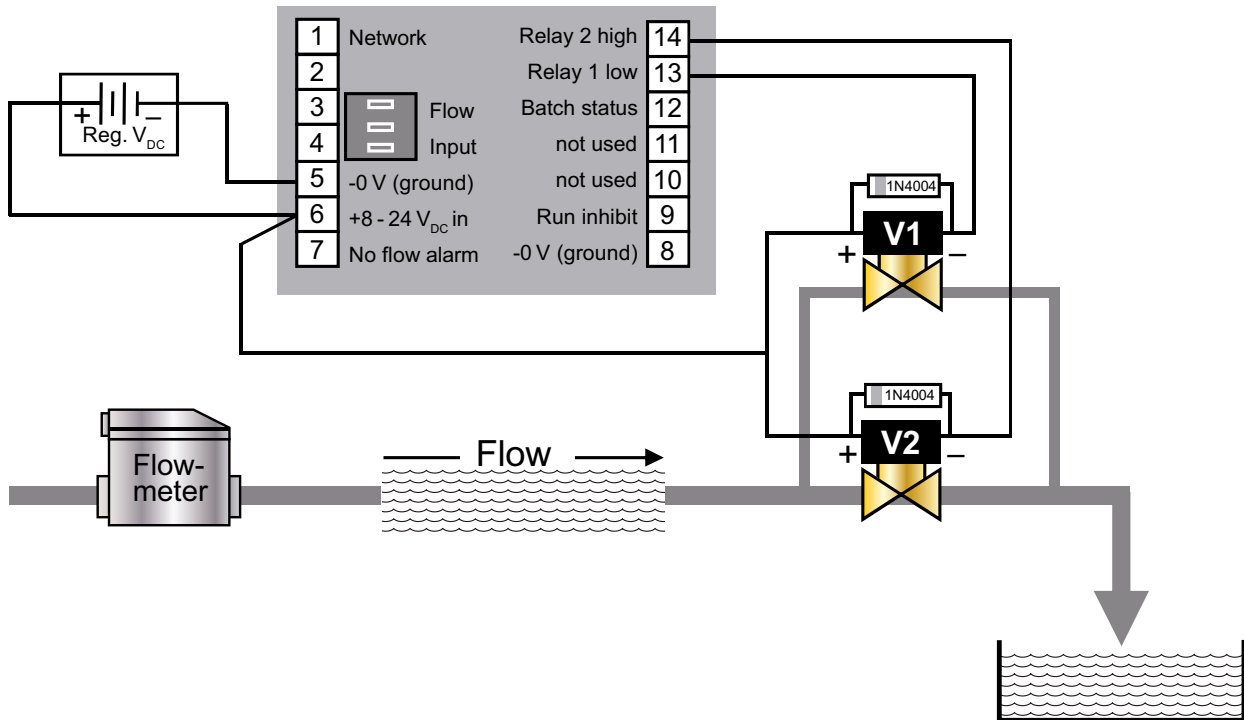 1 Network
2
3 Flow
4 Input
5 -0 V (ground)
6 +8 - 24 VDC in
7 No flow alarm
Relay 2 high 14
Relay 1 low 13
Batch status 12
not used 11
not used 10
Run inhibit 9
-0 V (ground) 8
+ –
Reg. VDC
1N4004
V1
+ –
1N4004
V2
+ –
Flow-
meter
Flow